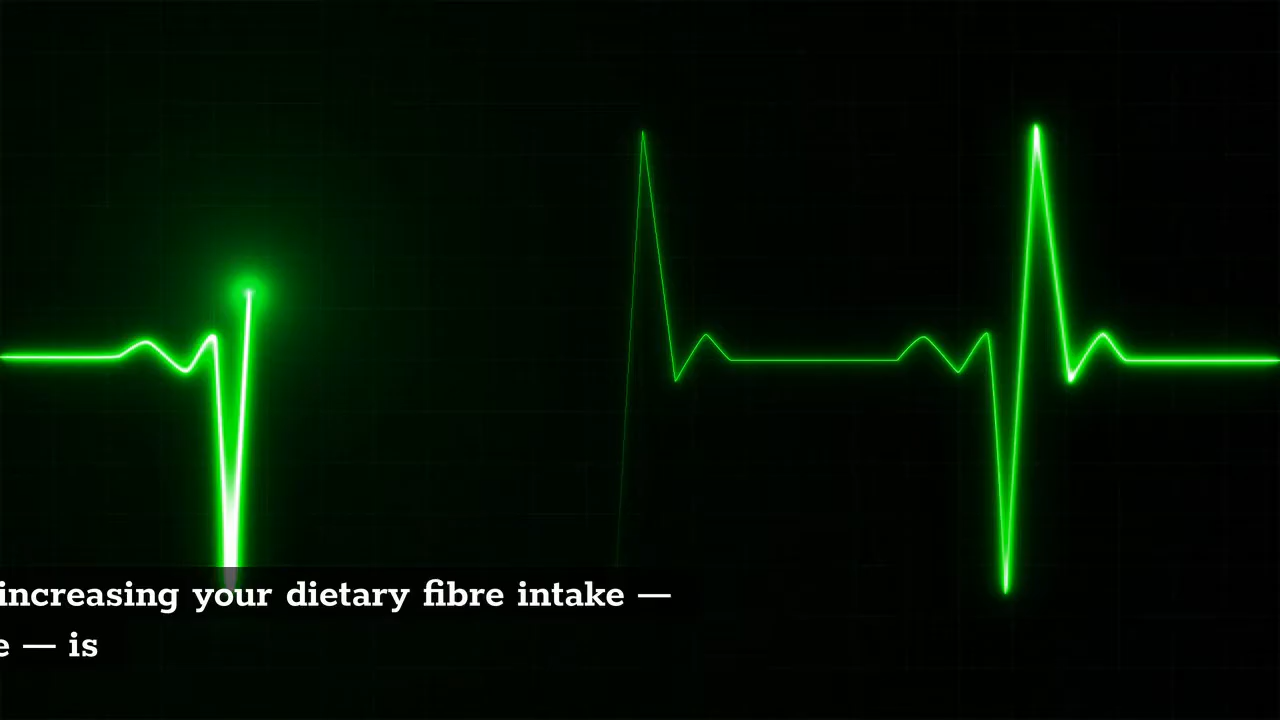 increasing your dietary fibre intake —
— is